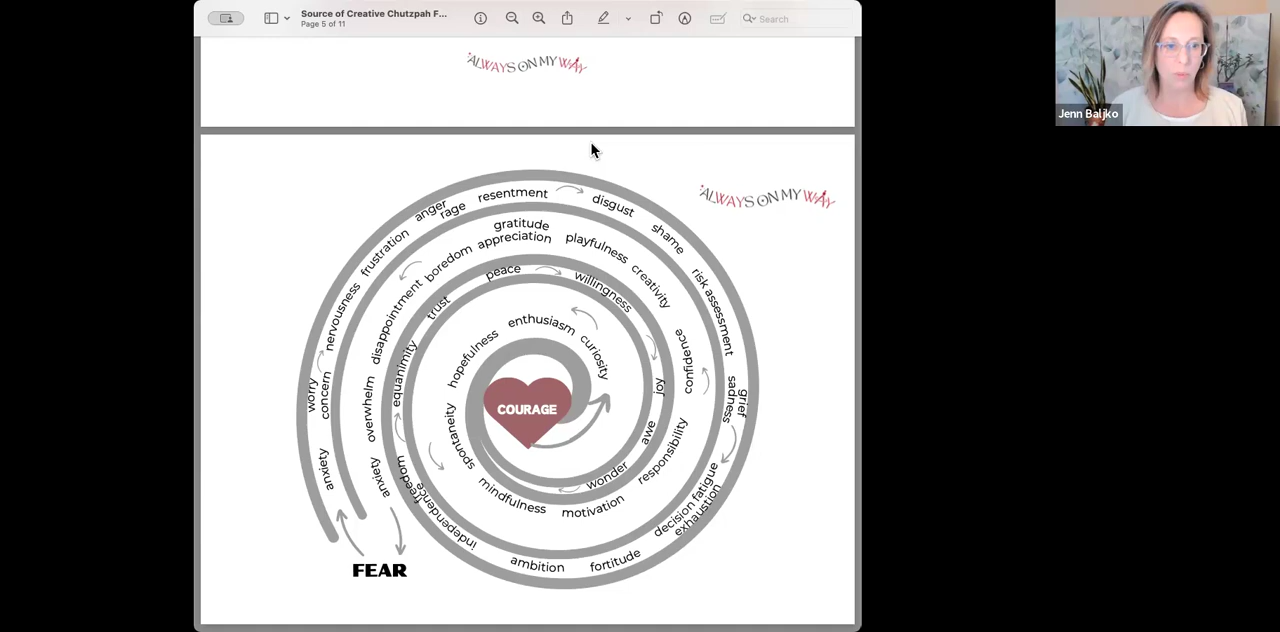 Source of Creative Chutzpah F...
Page 5 of 11
Search
Jenn Baljko
ALWAYS ON MY WAY
ALWAYS ON MY WAY
anxiety
worry
concern
nervousness
frustration
anger
rage
resentment
disgust
shame
risk assessment
grief
sadness
decision fatigue
exhaustion
fortitude
ambition
independence
freedom
equanimity
trust
peace
willingness
joy
awe
wonder
COURAGE
curiosity
enthusiasm
hopefulness
spontaneity
mindfulness
motivation
responsibility
confidence
creativity
playfulness
gratitude
appreciation
boredom
disappointment
overwhelm
anxiety
FEAR